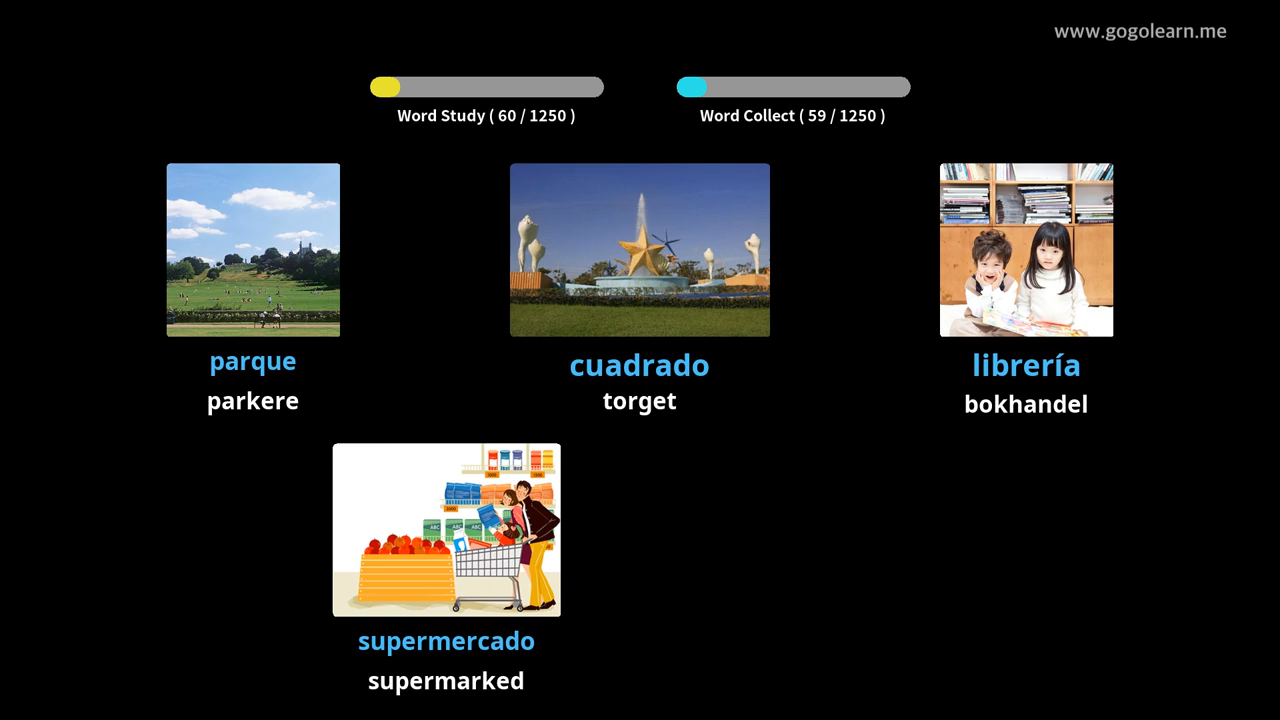 www.gogolearn.me
Word Study ( 60 / 1250 )
Word Collect ( 59 / 1250 )
parque
parkere
cuadrado
torget
librería
bokhandel
supermercado
supermarked